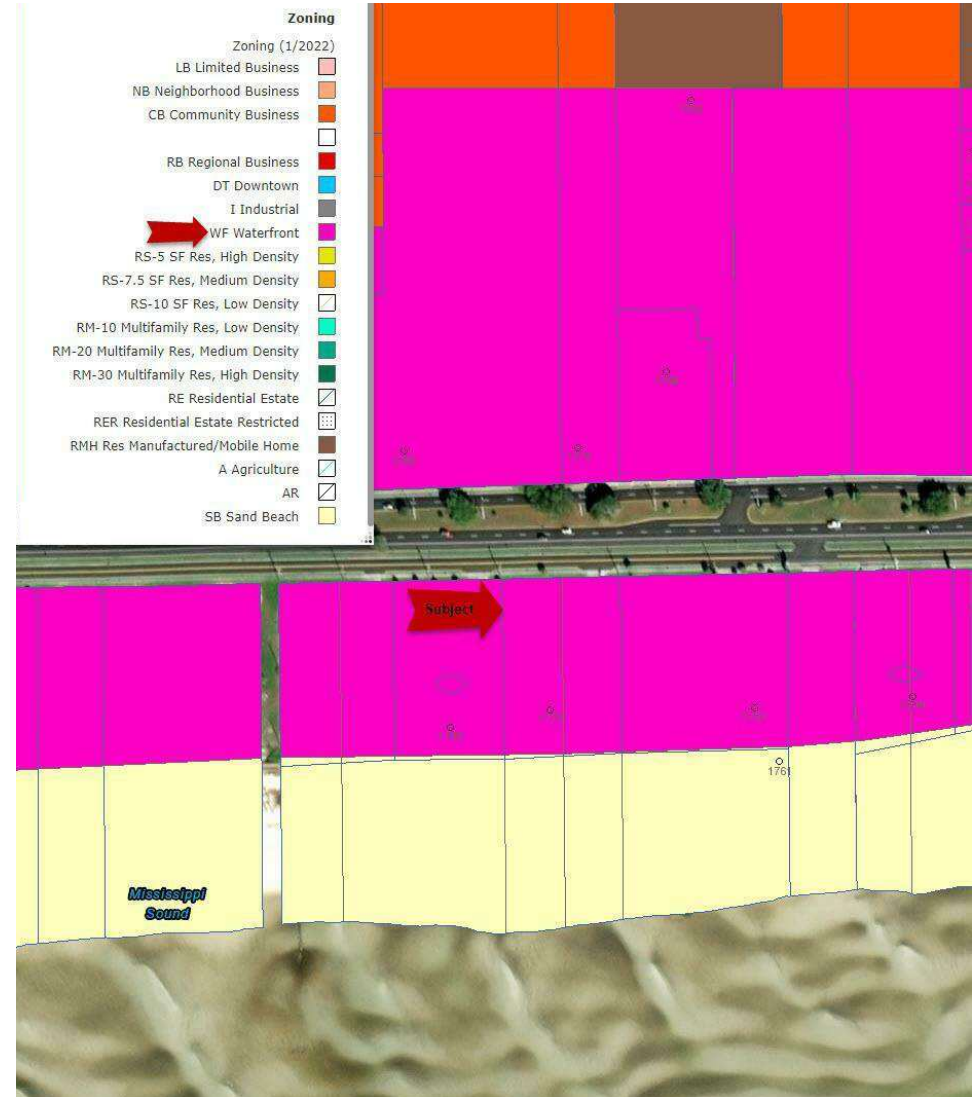 Zoning
Zoning (1/2022)
LB Limited Business
NB Neighborhood Business
CB Community Business
RB Regional Business
DT Downtown
I Industrial
WF Waterfront
RS-5 SF Res, High Density
RS-7.5 SF Res, Medium Density
RS-10 SF Res, Low Density
RM-10 Multifamily Res, Low Density
RM-20 Multifamily Res, Medium Density
RM-30 Multifamily Res, High Density
RE Residential Estate
RER Residential Estate Restricted
RMH Res Manufactured/Mobile Home
A Agriculture
AR
SB Sand Beach
Subject
1761
Mississippi
Sound